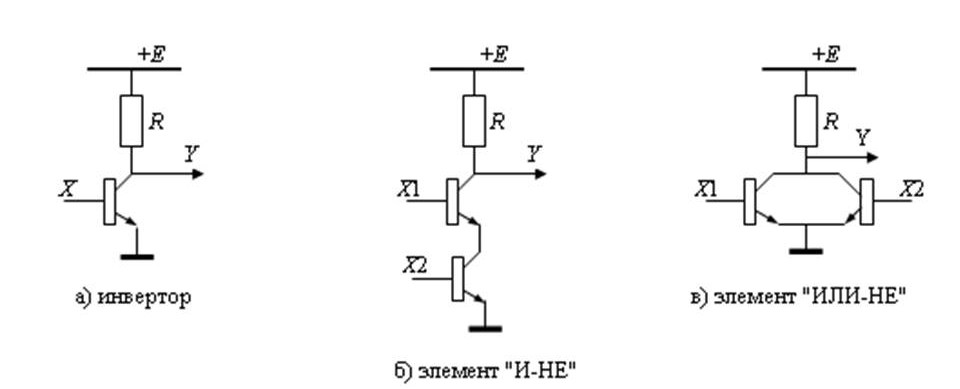 +E
+E
+E
R
R
R
Y
Y
Y
X
X1
X1
X2
X2
а) инвертор
в) элемент "ИЛИ-НЕ"
б) элемент "И-НЕ"